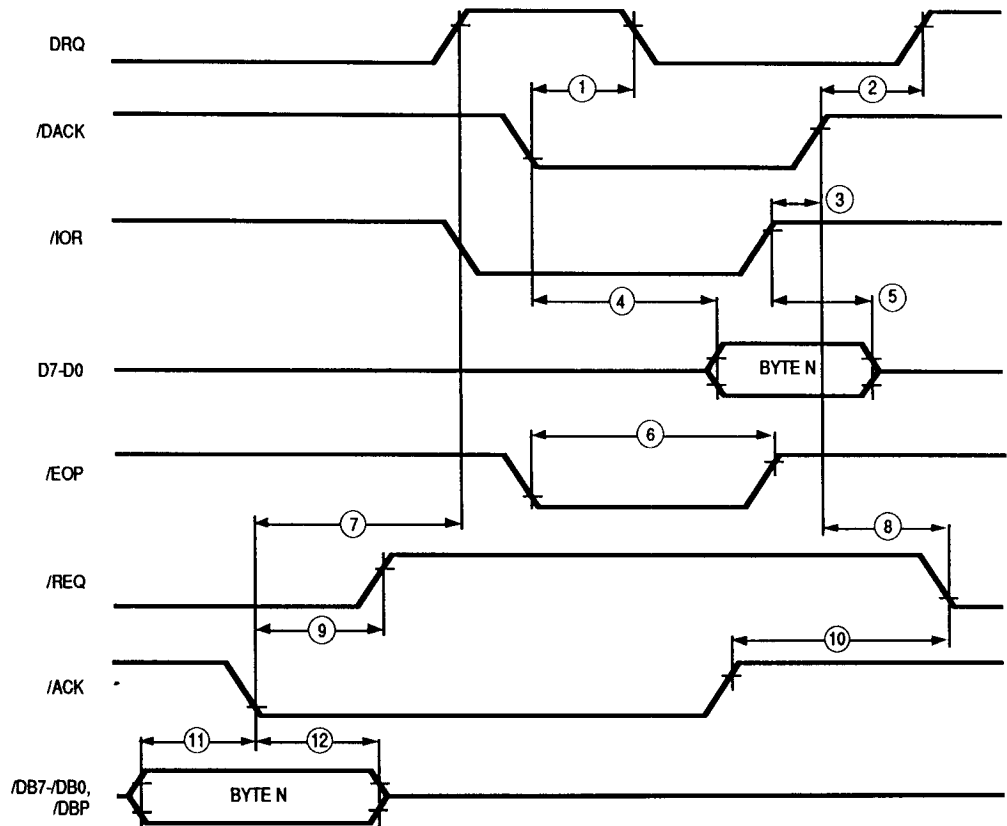 DRQ
1
2
/DACK
3
/IOR
4
5
D7-D0
BYTE N
6
/EOP
7
8
/REQ
9
10
/ACK
11
12
/DB7-/DB0,
/DBP
BYTE N